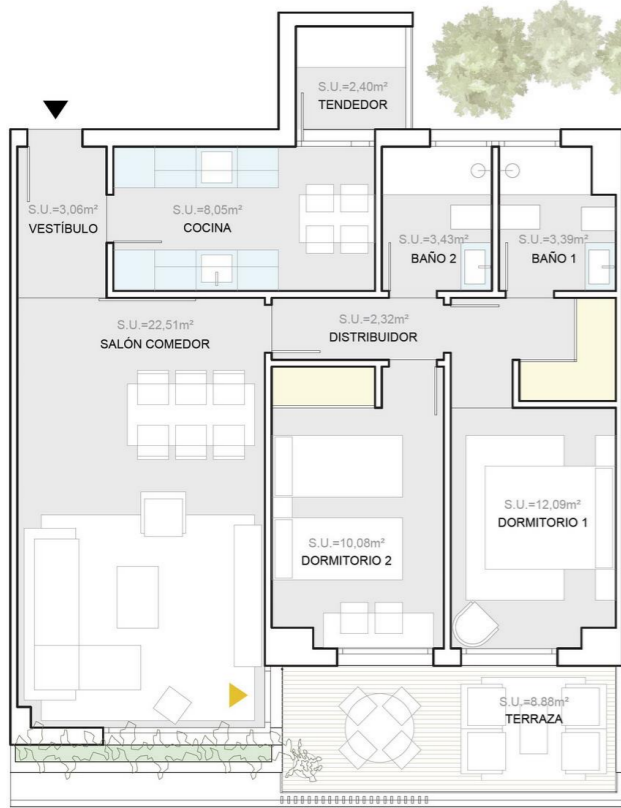 S.U.=2,40m²
TENDEDOR
S.U.=3,06m²
VESTÍBULO
S.U.=8,05m²
COCINA
S.U.=3,43m²
BAÑO 2
S.U.=3,39m²
BAÑO 1
S.U.=22,51m²
SALÓN COMEDOR
S.U.=2,32m²
DISTRIBUIDOR
S.U.=12,09m²
DORMITORIO 1
S.U.=10,08m²
DORMITORIO 2
S.U.=8.88m²
TERRAZA